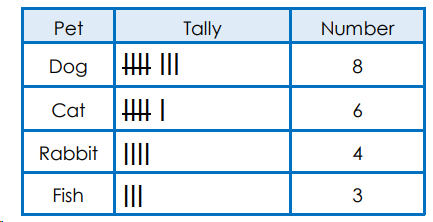 Pet Tally Number
Dog 8
Cat 6
Rabbit 4
Fish 3